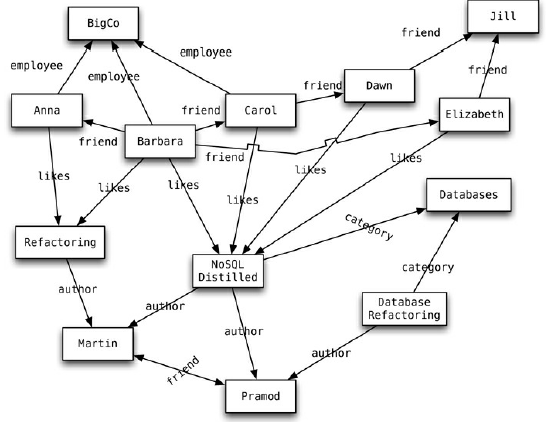 Jill
BigCo
friend
employee
employee
employee
friend
friend
Dawn
Anna
friend
Carol
Elizabeth
friend
Barbara
friend
likes
likes
likes
likes
likes
likes
Databases
category
Refactoring
NoSQL
Distilled
category
author
author
Database
Refactoring
author
Martin
author
friend
Pramod